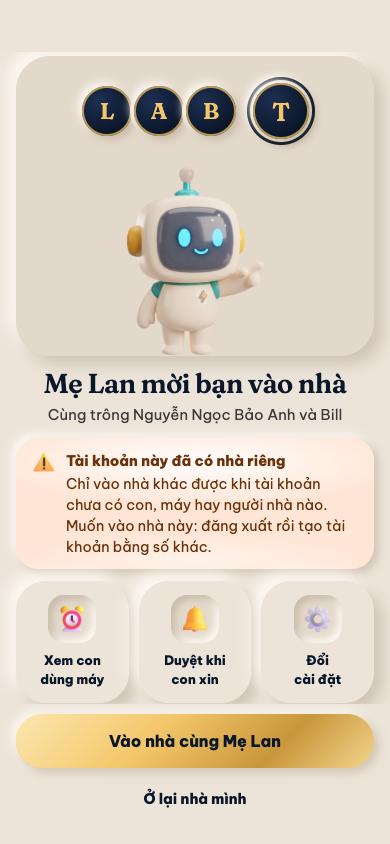 L A B T
Mẹ Lan mời bạn vào nhà
Cùng trông Nguyễn Ngọc Bảo Anh và Bill
Tài khoản này đã có nhà riêng
Chỉ vào nhà khác được khi tài khoản
chưa có con, máy hay người nhà nào.
Muốn vào nhà này: đăng xuất rồi tạo tài
khoản bằng số khác.
Xem con
dùng máy
Duyệt khi
con xin
Đổi
cài đặt
Vào nhà cùng Mẹ Lan
Ở lại nhà mình